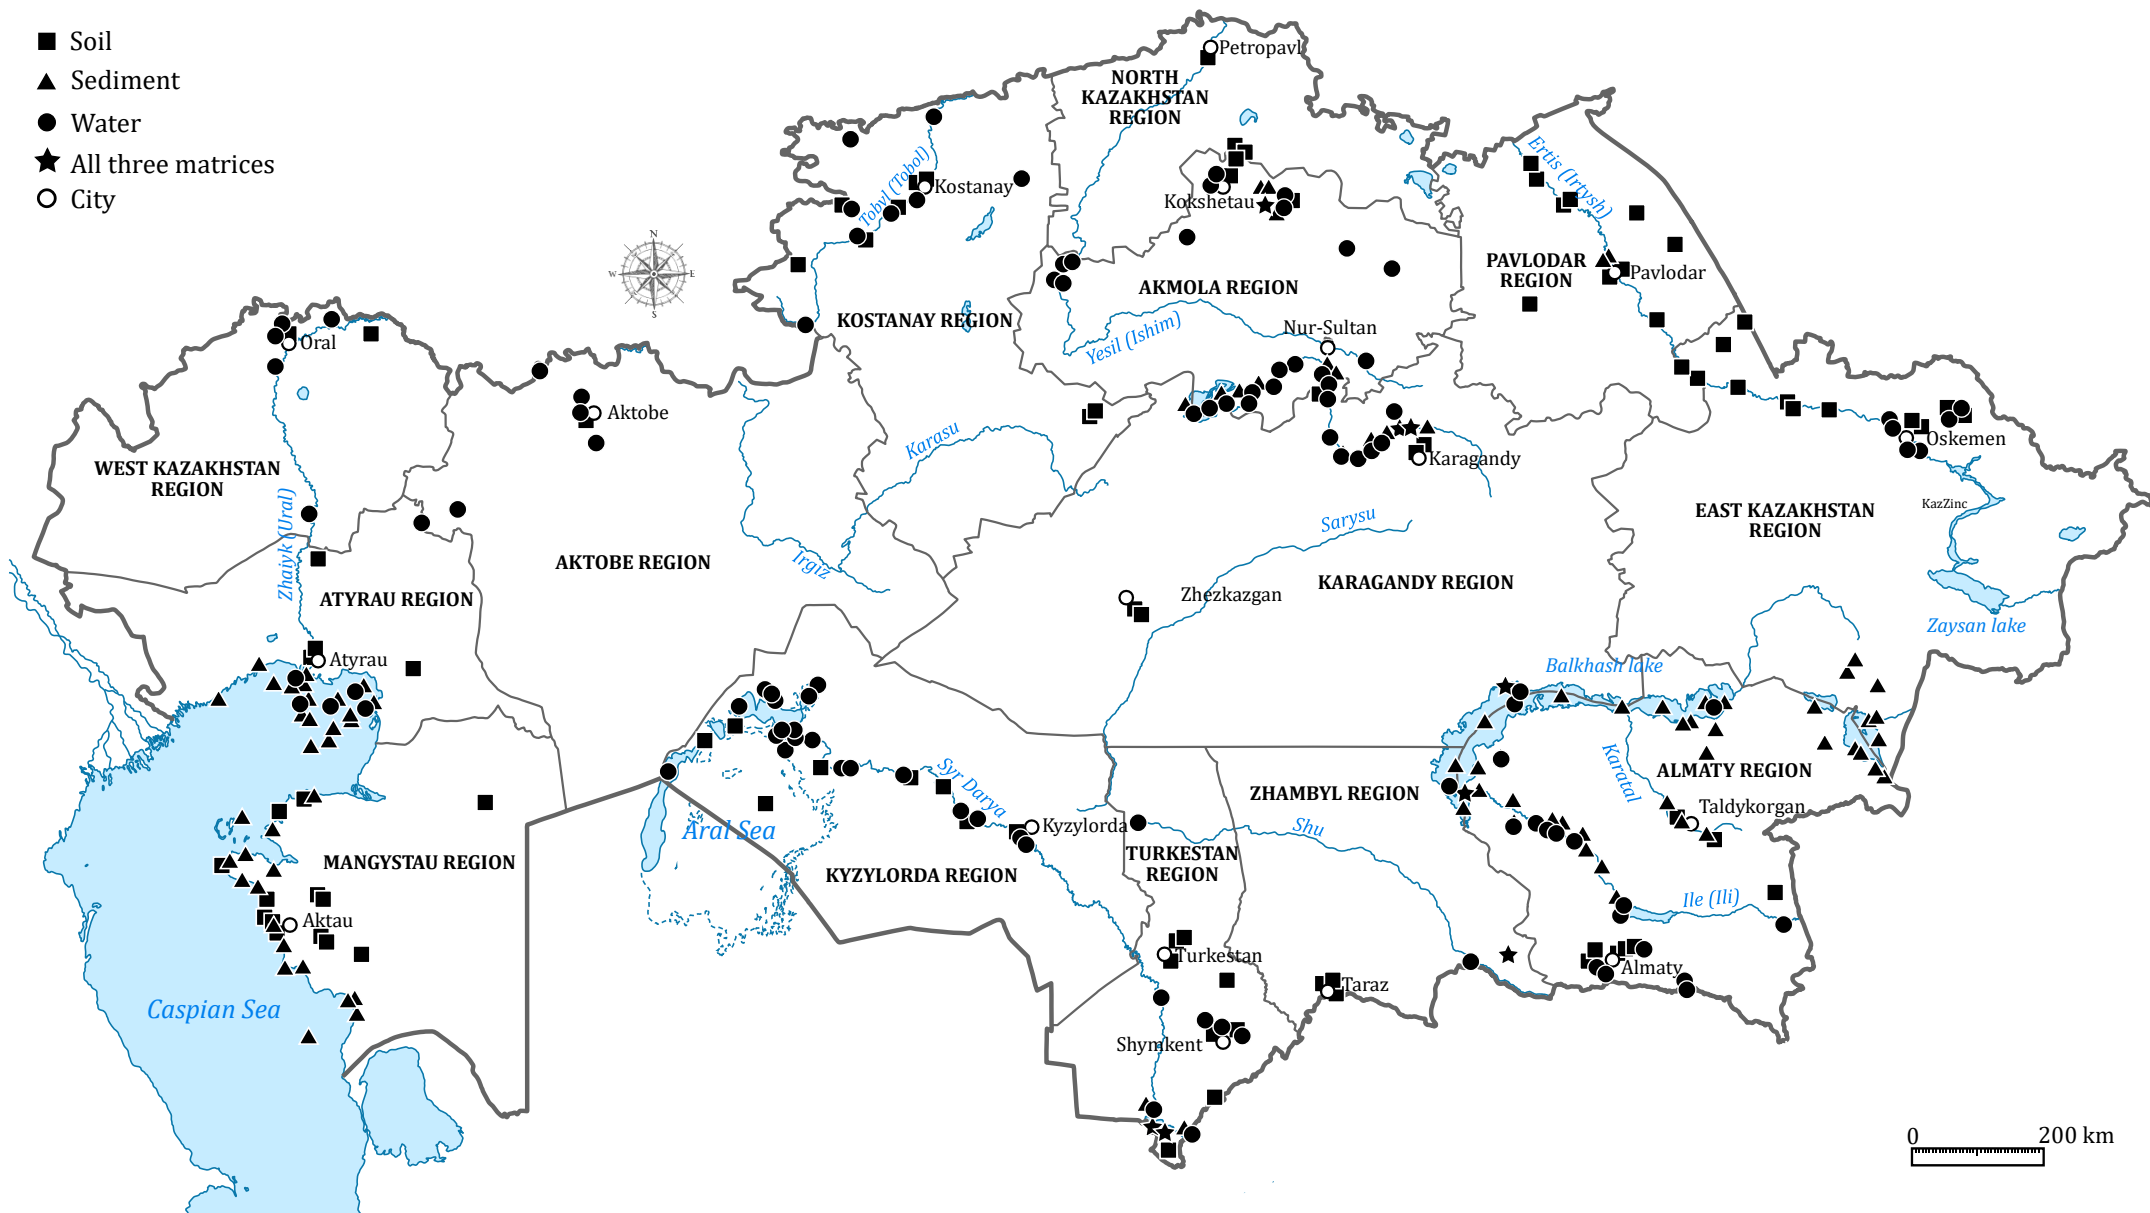 Soil
Sediment
Water
All three matrices
City
N
W
E
S
Petropavl
NORTH
KAZAKHSTAN
REGION
Tobyl (Tobol)
Kostanay
Kokshetau
Ertis (Irtysh)
PAVLODAR
REGION
Pavlodar
AKMOLA REGION
KOSTANAY REGION
Yesil (Ishim)
Nur-Sultan
Oral
Aktobe
Karasu
Karagandy
Oskemen
WEST KAZAKHSTAN
REGION
Zhaiyk (Ural)
KazZinc
EAST KAZAKHSTAN
REGION
Sarysu
AKTOBE REGION
Irgiz
KARAGANDY REGION
ATYRAU REGION
Zhezkazgan
Zaysan lake
Atyrau
Balkhash lake
Karatal
ALMATY REGION
Syr Darya
ZHAMBYL REGION
Taldykorgan
Aral Sea
Kyzylorda
Shu
TURKESTAN
REGION
MANGYSTAU REGION
KYZYLORDA REGION
Ile (Ili)
Aktau
Turkestan
Almaty
Taraz
Caspian Sea
Shymkent
0
200 km